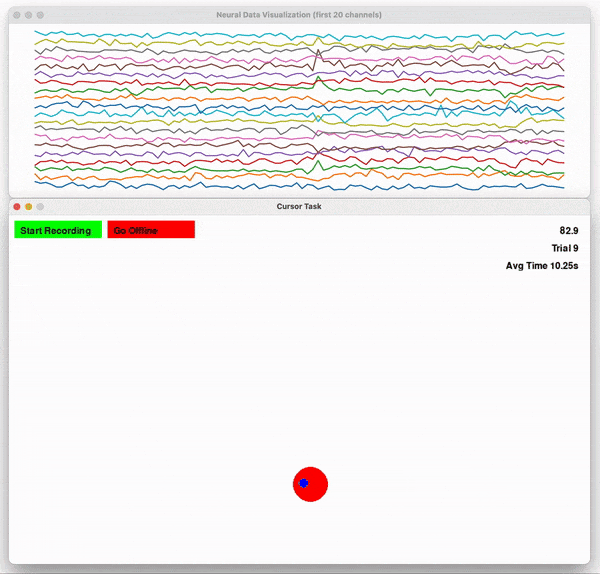 Neural Data Visualization (first 20 channels)
Cursor Task
Start Recording
Go Offline
82.9
Trial 9
Avg Time 10.25s